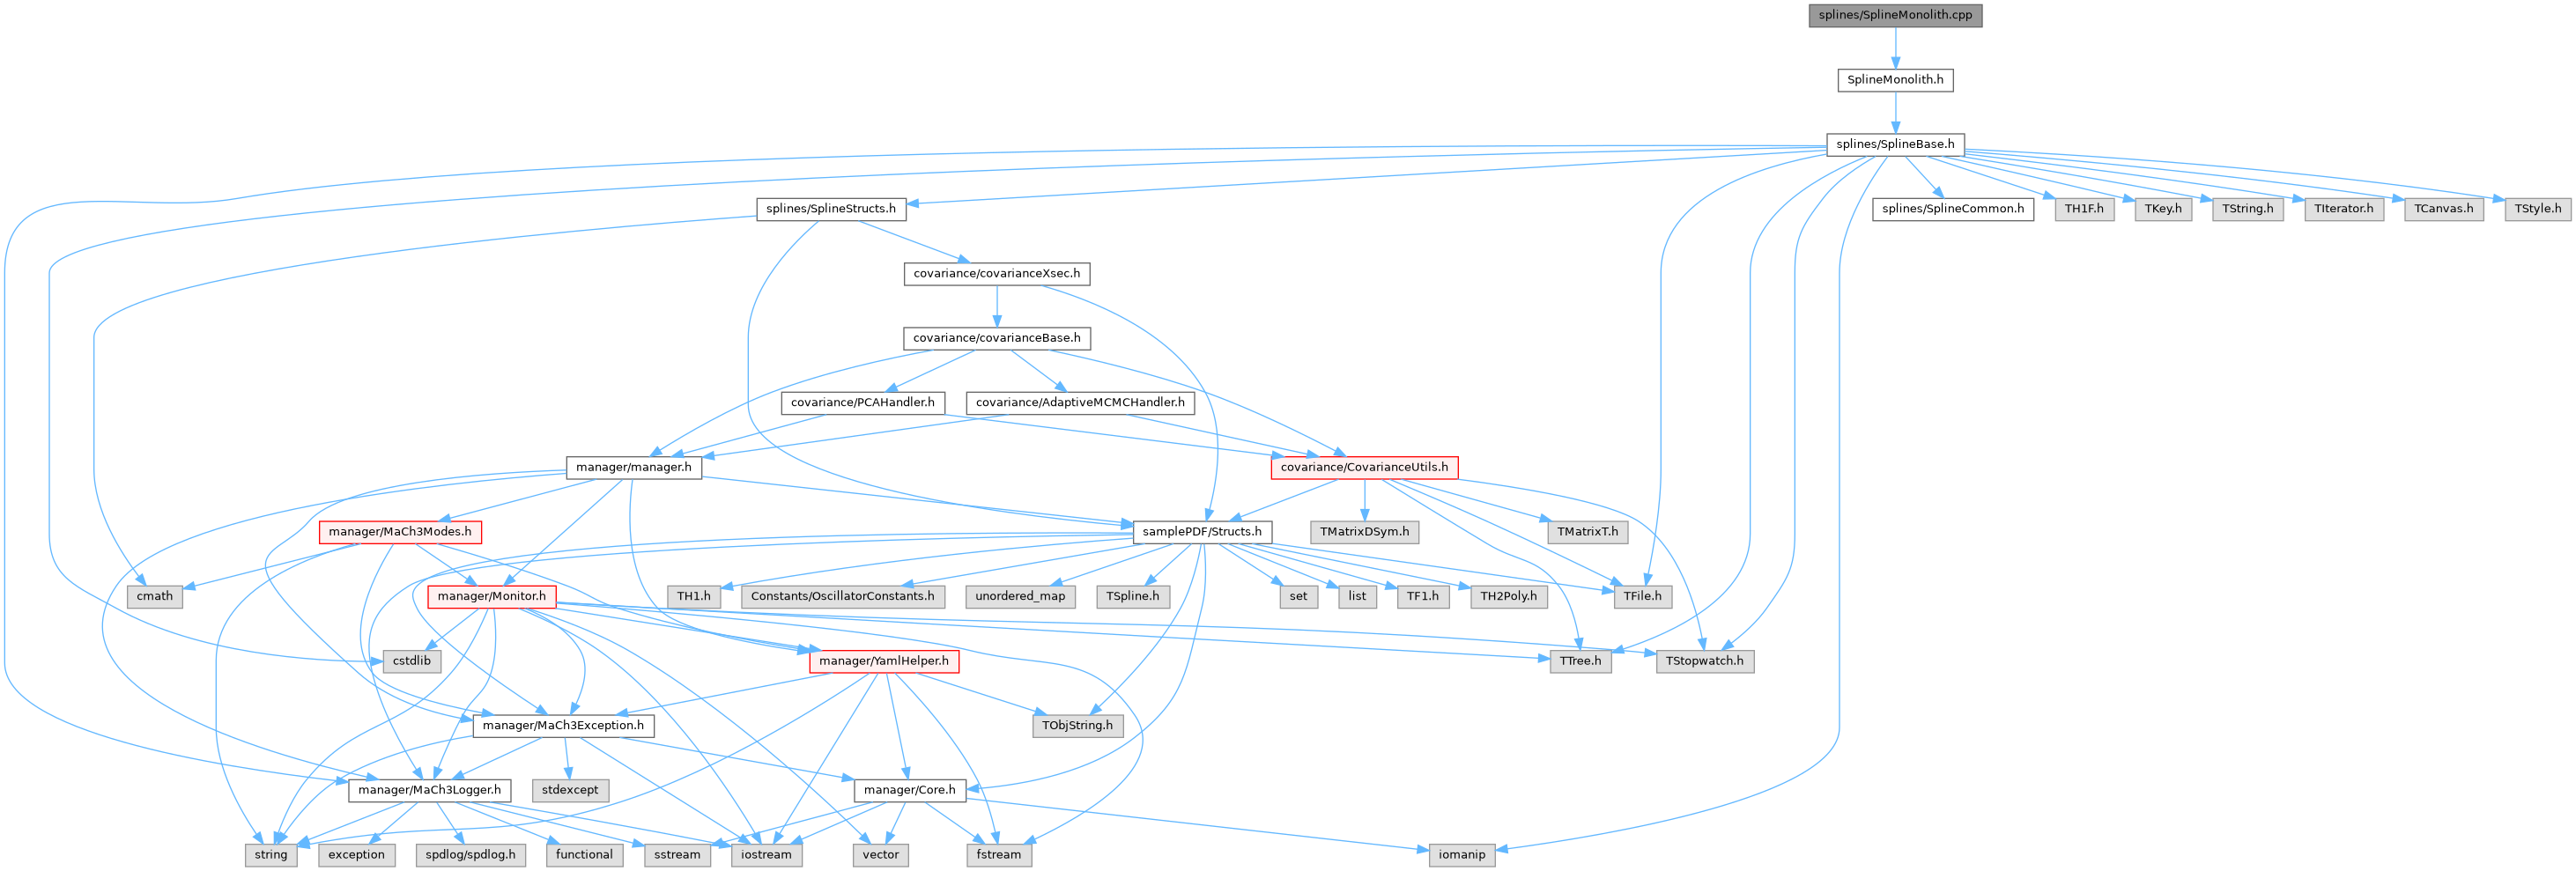 splines/SplineMonolith.cpp
SplineMonolith.h
splines/SplineBase.h
splines/SplineStructs.h
splines/SplineCommon.h
TH1F.h
TKey.h
TString.h
TIterator.h
TCanvas.h
TStyle.h
covariance/covarianceXsec.h
covariance/covarianceBase.h
covariance/PCAHandler.h
covariance/AdaptiveMCMCHandler.h
manager/manager.h
covariance/CovarianceUtils.h
manager/MaCh3Modes.h
samplePDF/Structs.h
TMatrixDSym.h
TMatrixT.h
cmath
manager/Monitor.h
TH1.h
Constants/OscillatorConstants.h
unordered_map
TSpline.h
set
list
TF1.h
TH2Poly.h
TFile.h
cstdlib
manager/YamlHelper.h
TTree.h
TStopwatch.h
manager/MaCh3Exception.h
TObjString.h
manager/MaCh3Logger.h
stdexcept
manager/Core.h
string
exception
spdlog/spdlog.h
functional
sstream
iostream
vector
fstream
iomanip